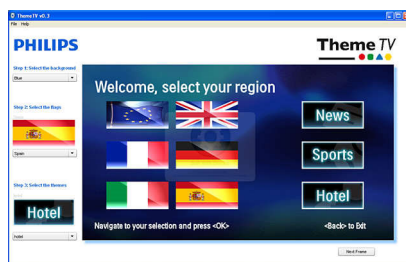 ThemeTV v0.3
File Help
PHILIPS
Theme TV
Step 1: Select the background
Blue
Welcome, select your region
Step 2: Select the flags
News
Spain
Sports
Step 3: Select the themes
Hotel
Hotel
hotel
Navigate to your selection and press <OK>
<Back> to Exit
Next Frame